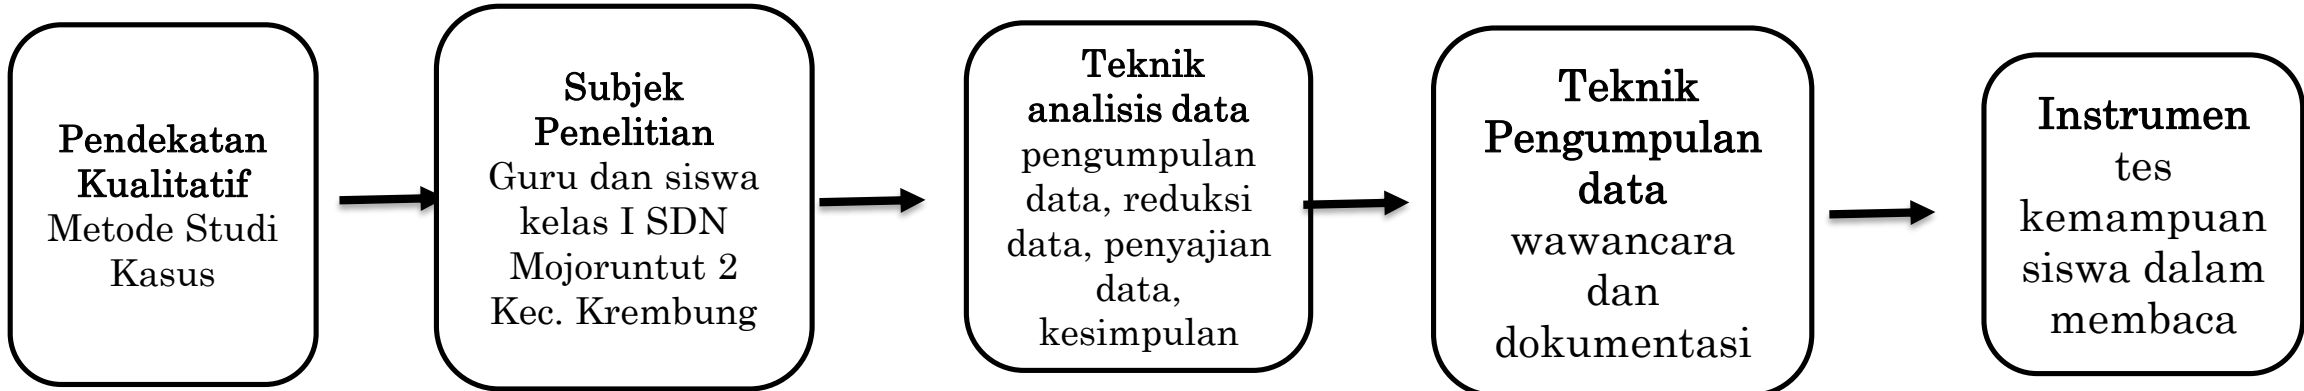 Pendekatan
Kualitatif
Metode Studi
Kasus
Subjek
Penelitian
Guru dan siswa
kelas I SDN
Mojoruntut 2
Kec. Krembung
Teknik
analisis data
pengumpulan
data, reduksi
data, penyajian
data,
kesimpulan
Teknik
Pengumpulan
data
wawancara
dan
dokumentasi
Instrumen
tes
kemampuan
siswa dalam
membaca